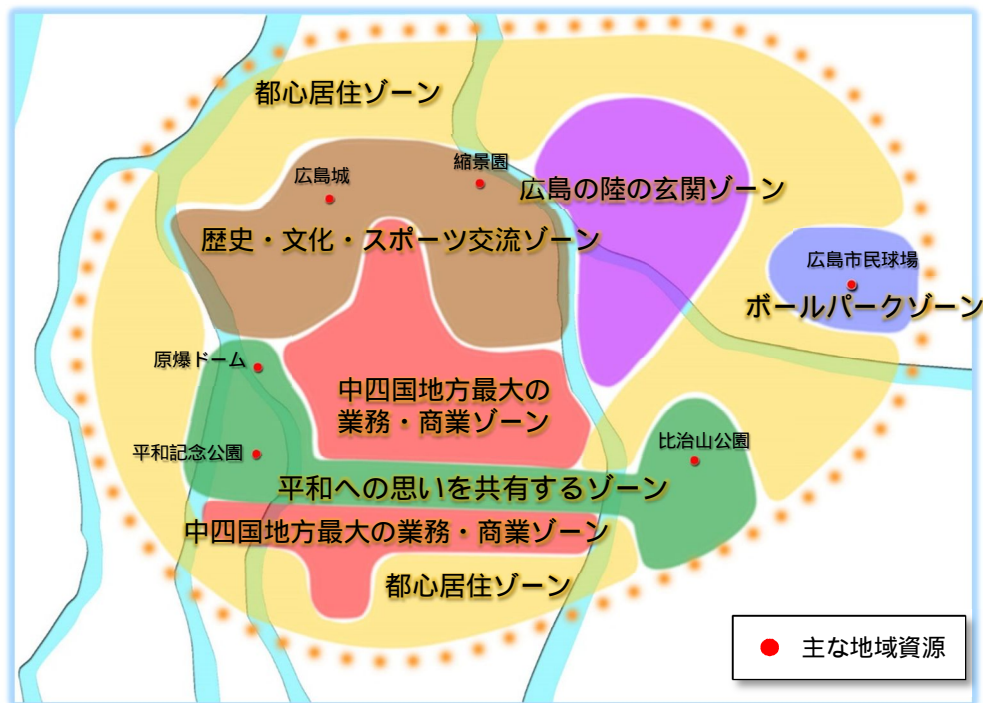 都心居住ゾーン
縮景園
広島城
広島の陸の玄関ゾーン
歴史・文化・スポーツ交流ゾーン
広島市民球場
ボールパークゾーン
原爆ドーム
中四国地方最大の
業務・商業ゾーン
比治山公園
平和記念公園
平和への思いを共有するゾーン
中四国地方最大の業務・商業ゾーン
都心居住ゾーン
主な地域資源